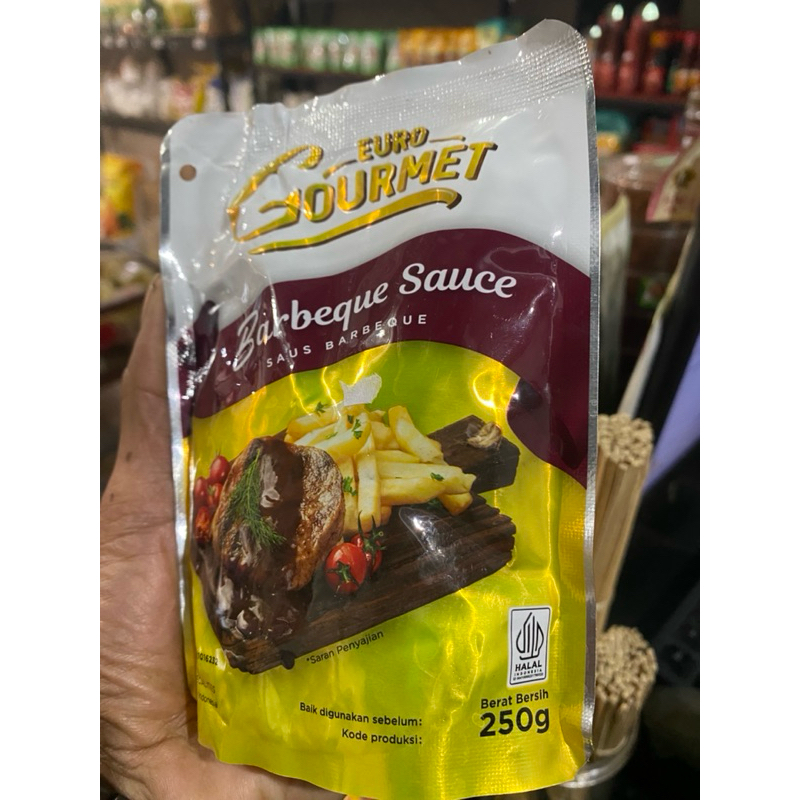 EURO
GOURMET
Barbeque Sauce
SAUS BARBEQUE
*Saran Penyajian
HALAL
INDONESIA
Baik digunakan sebelum:
Kode produksi:
Berat Bersih
250g